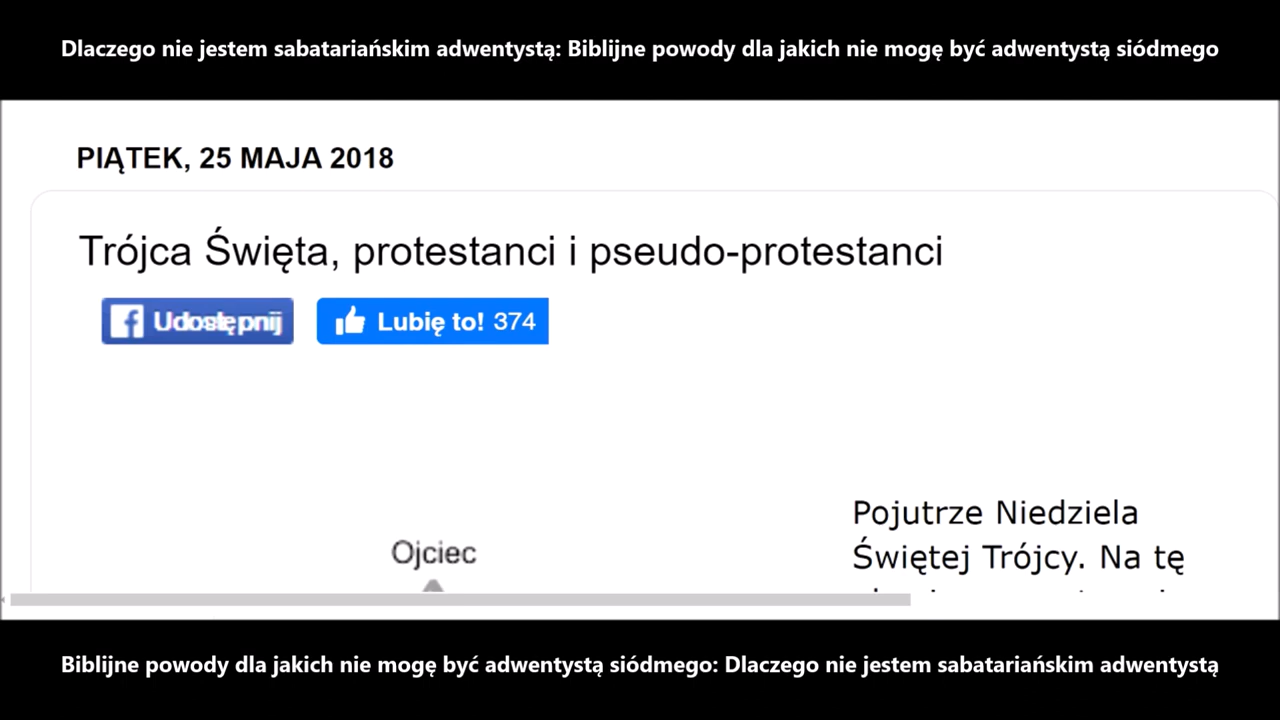 Dlaczego nie jestem sabatariańskim adwentystą: Biblijne powody dla jakich nie mogę być adwentystą siódmego
PIĄTEK, 25 MAJA 2018
Trójca Święta, protestanci i pseudo-protestanci
Udostępnij
Lubię to! 374
Pojutrze Niedziela
Świętej Trójcy. Na tę
Ojciec
Biblijne powody dla jakich nie mogę być adwentystą siódmego: Dlaczego nie jestem sabatariańskim adwentystą